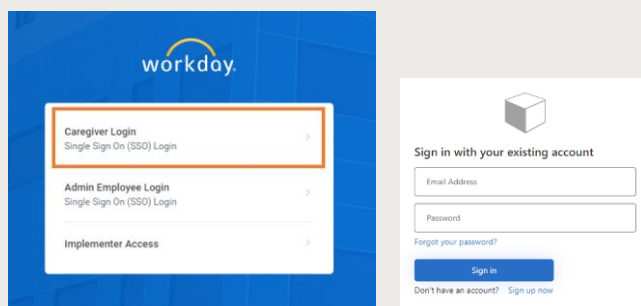 workday.
Caregiver Login
Single Sign On (SSO) Login
Admin Employee Login
Single Sign On (SSO) Login
Implementer Access
Sign in with your existing account
Email Address
Password
Forgot your password?
Sign in
Don't have an account? Sign up now